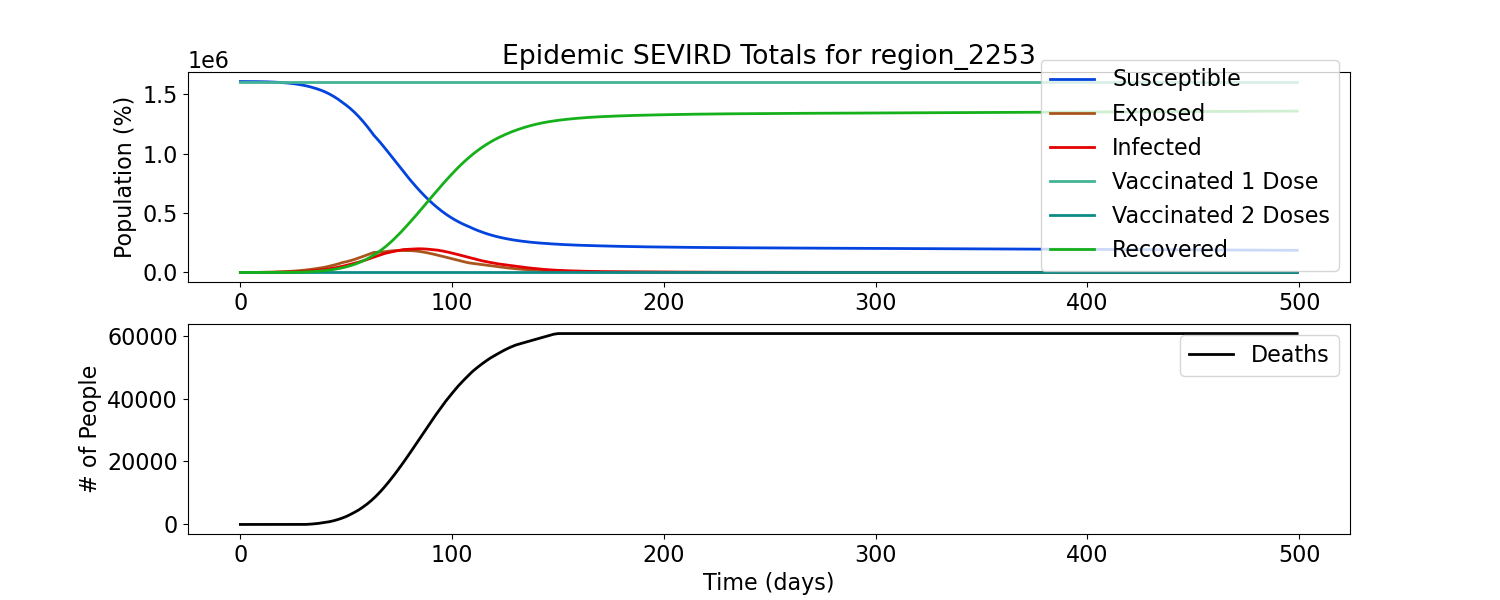 Epidemic SEVIRD Totals for region_2253
1e6
Population (%)
1.5
1.0
0.5
0.0
Susceptible
Exposed
Infected
Vaccinated 1 Dose
Vaccinated 2 Doses
Recovered
0 100 200 300 400 500
# of People
60000
40000
20000
0
Deaths
0 100 200 300 400 500
Time (days)